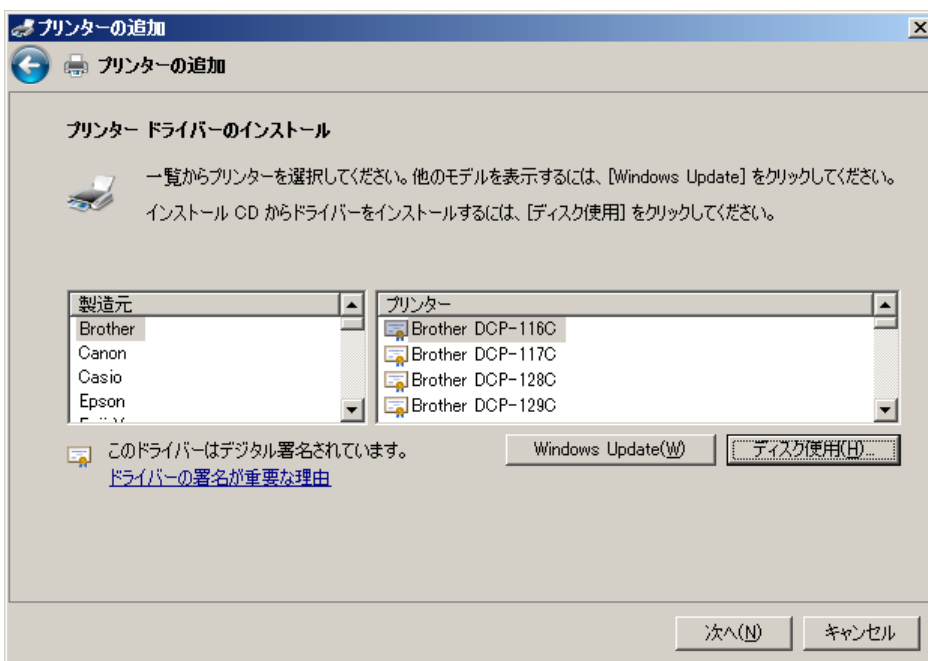 プリンターの追加
プリンターの追加
プリンター ドライバーのインストール
一覧からプリンターを選択してください。他のモデルを表示するには、[Windows Update] をクリックしてください。
インストール CD からドライバーをインストールするには、[ディスク使用] をクリックしてください。
製造元
Brother
Canon
Casio
Epson
プリンター
Brother DCP-116C
Brother DCP-117C
Brother DCP-128C
Brother DCP-129C
このドライバーはデジタル署名されています。
ドライバーの署名が重要な理由
Windows Update(W)
ディスク使用(H)...
次へ(N)
キャンセル